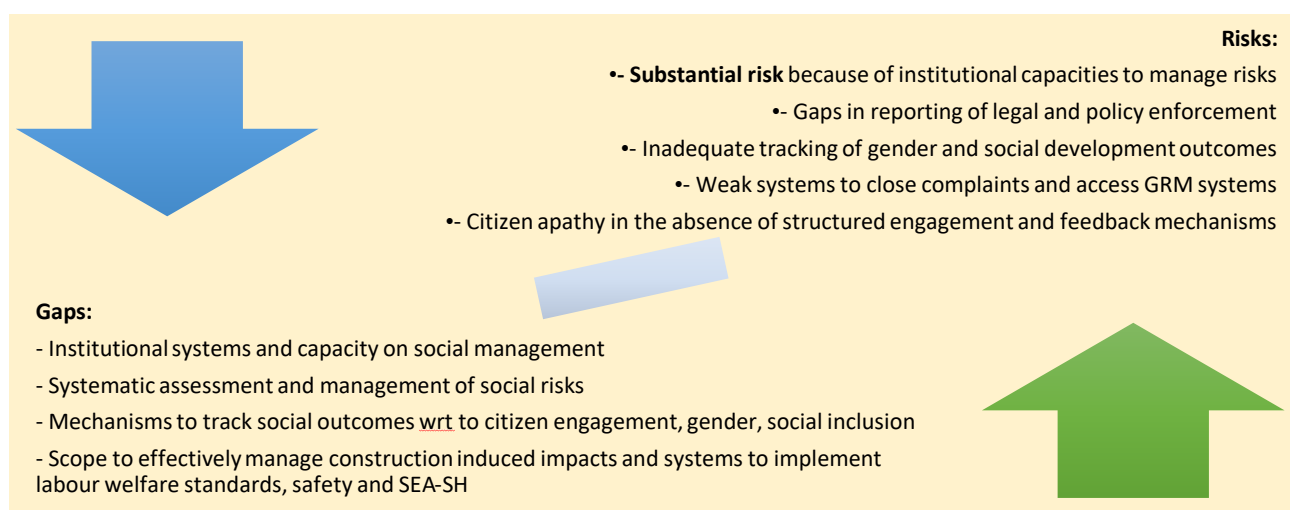 Risks:
•- Substantial risk because of institutional capacities to manage risks
•- Gaps in reporting of legal and policy enforcement
•- Inadequate tracking of gender and social development outcomes
•- Weak systems to close complaints and access GRM systems
•- Citizen apathy in the absence of structured engagement and feedback mechanisms
Gaps:
- Institutional systems and capacity on social management
- Systematic assessment and management of social risks
- Mechanisms to track social outcomes wrt to citizen engagement, gender, social inclusion
- Scope to effectively manage construction induced impacts and systems to implement
labour welfare standards, safety and SEA-SH